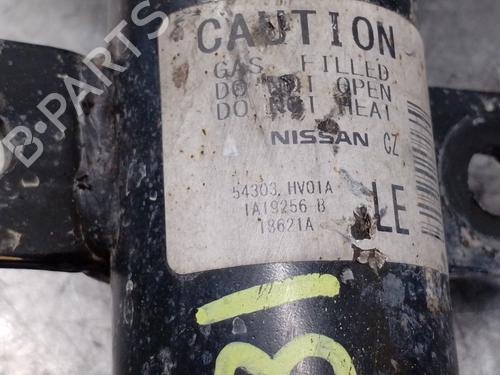 CAUTION
GAS FILLED
DO NOT OPEN
DO NOT HEAT
NISSAN CZ
54303 HV01A
1A19256 B
18621A
LE
B-PARTS